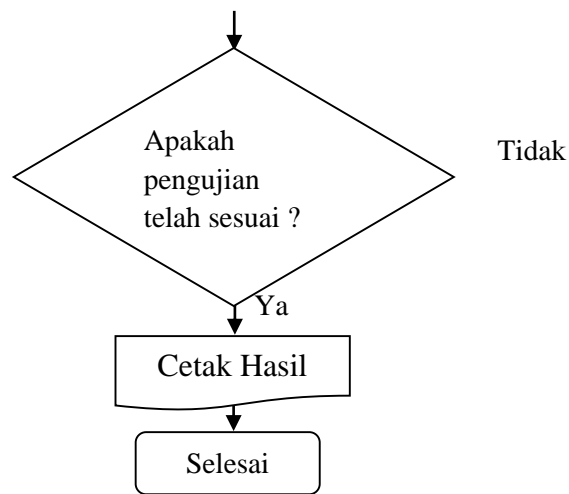 Apakah
pengujian
telah sesuai ?
Tidak
Ya
Cetak Hasil
Selesai